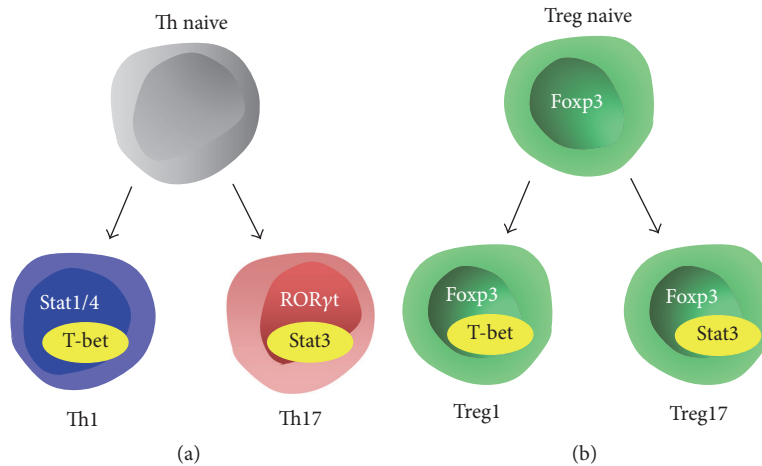 Th naive
Treg naive
Foxp3
Stat1/4
T-bet
RORγt
Stat3
Foxp3
T-bet
Foxp3
Stat3
Th1
Th17
Treg1
Treg17
(a)
(b)